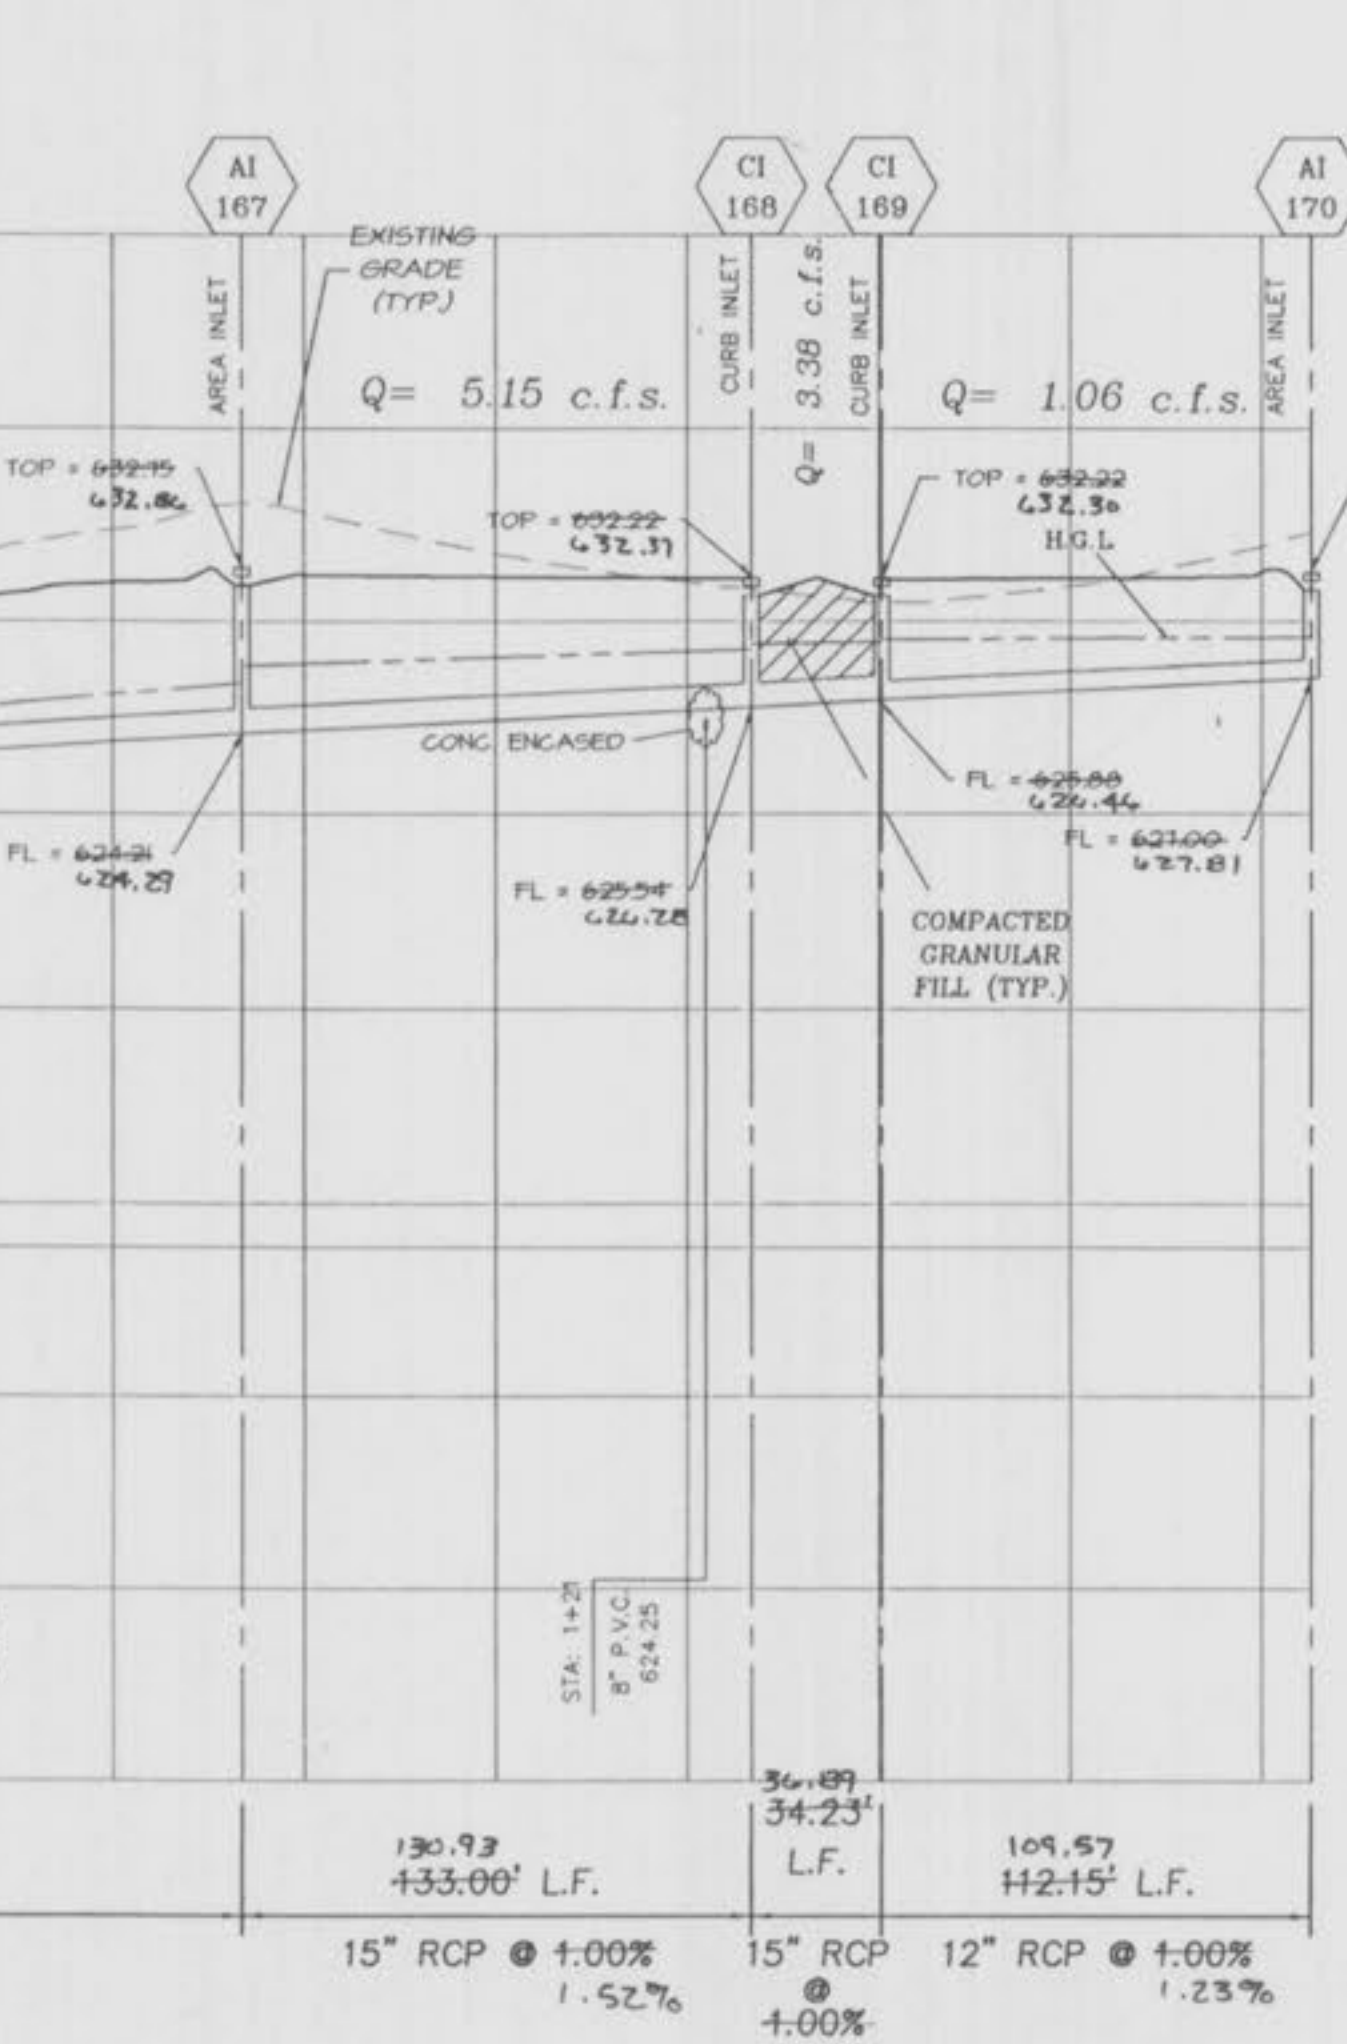 AI
167
CI
168
CI
169
AI
170
EXISTING
GRADE
(TYP.)
AREA INLET
CURB INLET
Q= 3.38 c.f.s.
CURB INLET
AREA INLET
Q= 5.15 c.f.s.
Q= 1.06 c.f.s.
TOP =
632.86
TOP = 632.22
632.37
TOP = 632.22
632.30
H.G.L.
CONC ENCASED
FL = 625.88
626.46
FL = 627.00
627.81
FL = 624.21
624.29
FL = 625.54
626.28
COMPACTED
GRANULAR
FILL (TYP.)
STA: 1+21
8" P.V.C.
624.25
36.89
34.23'
L.F.
130.93
133.00' L.F.
109.57
112.15' L.F.
15" RCP @ 1.00%
1.52%
15" RCP
@
1.00%
12" RCP @ 1.00%
1.23%